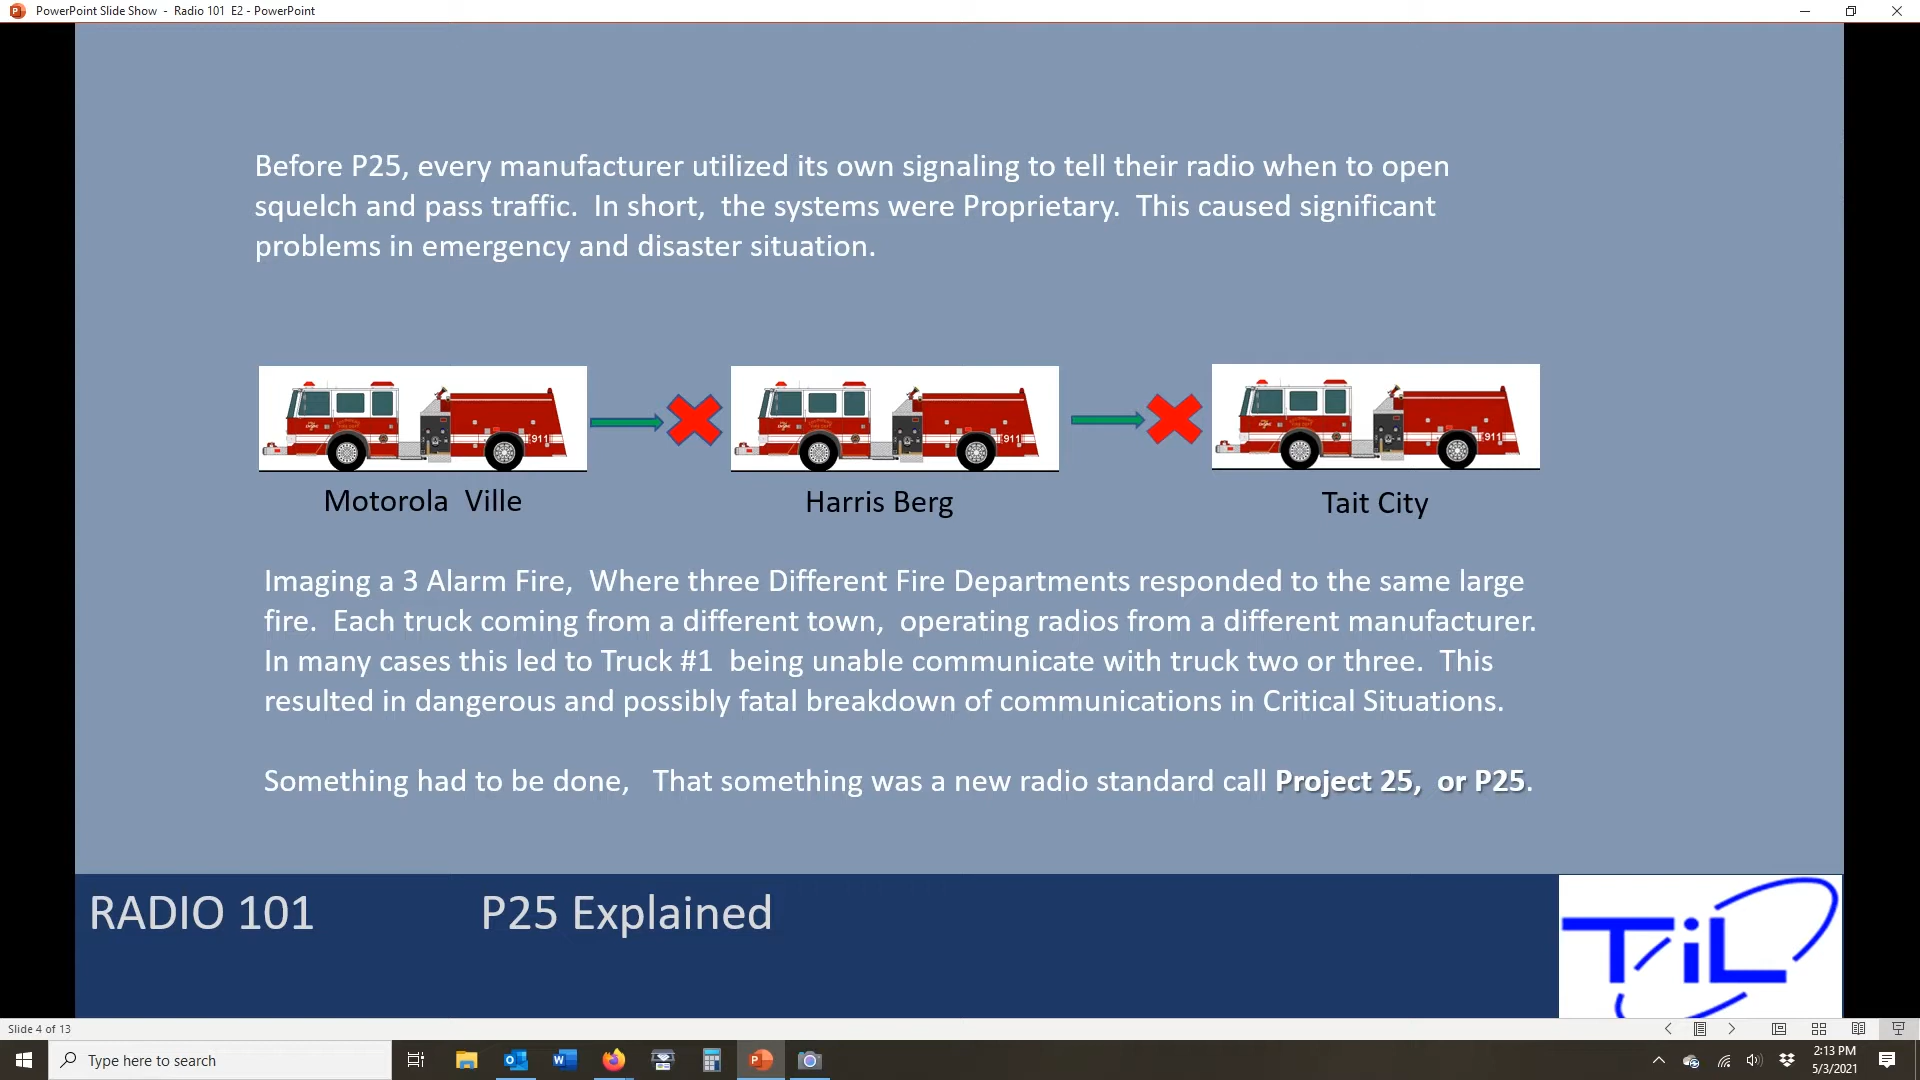 PowerPoint Slide Show - Radio 101 E2 - PowerPoint
Before P25, every manufacturer utilized its own signaling to tell their radio when to open
squelch and pass traffic. In short, the systems were Proprietary. This caused significant
problems in emergency and disaster situation.
911
911
911
Motorola Ville
Harris Berg
Tait City
Imaging a 3 Alarm Fire, Where three Different Fire Departments responded to the same large
fire. Each truck coming from a different town, operating radios from a different manufacturer.
In many cases this led to Truck #1 being unable communicate with truck two or three. This
resulted in dangerous and possibly fatal breakdown of communications in Critical Situations.
Something had to be done, That something was a new radio standard call Project 25, or P25.
RADIO 101
P25 Explained
TiL
Slide 4 of 13
Type here to search
2:13 PM
5/3/2021